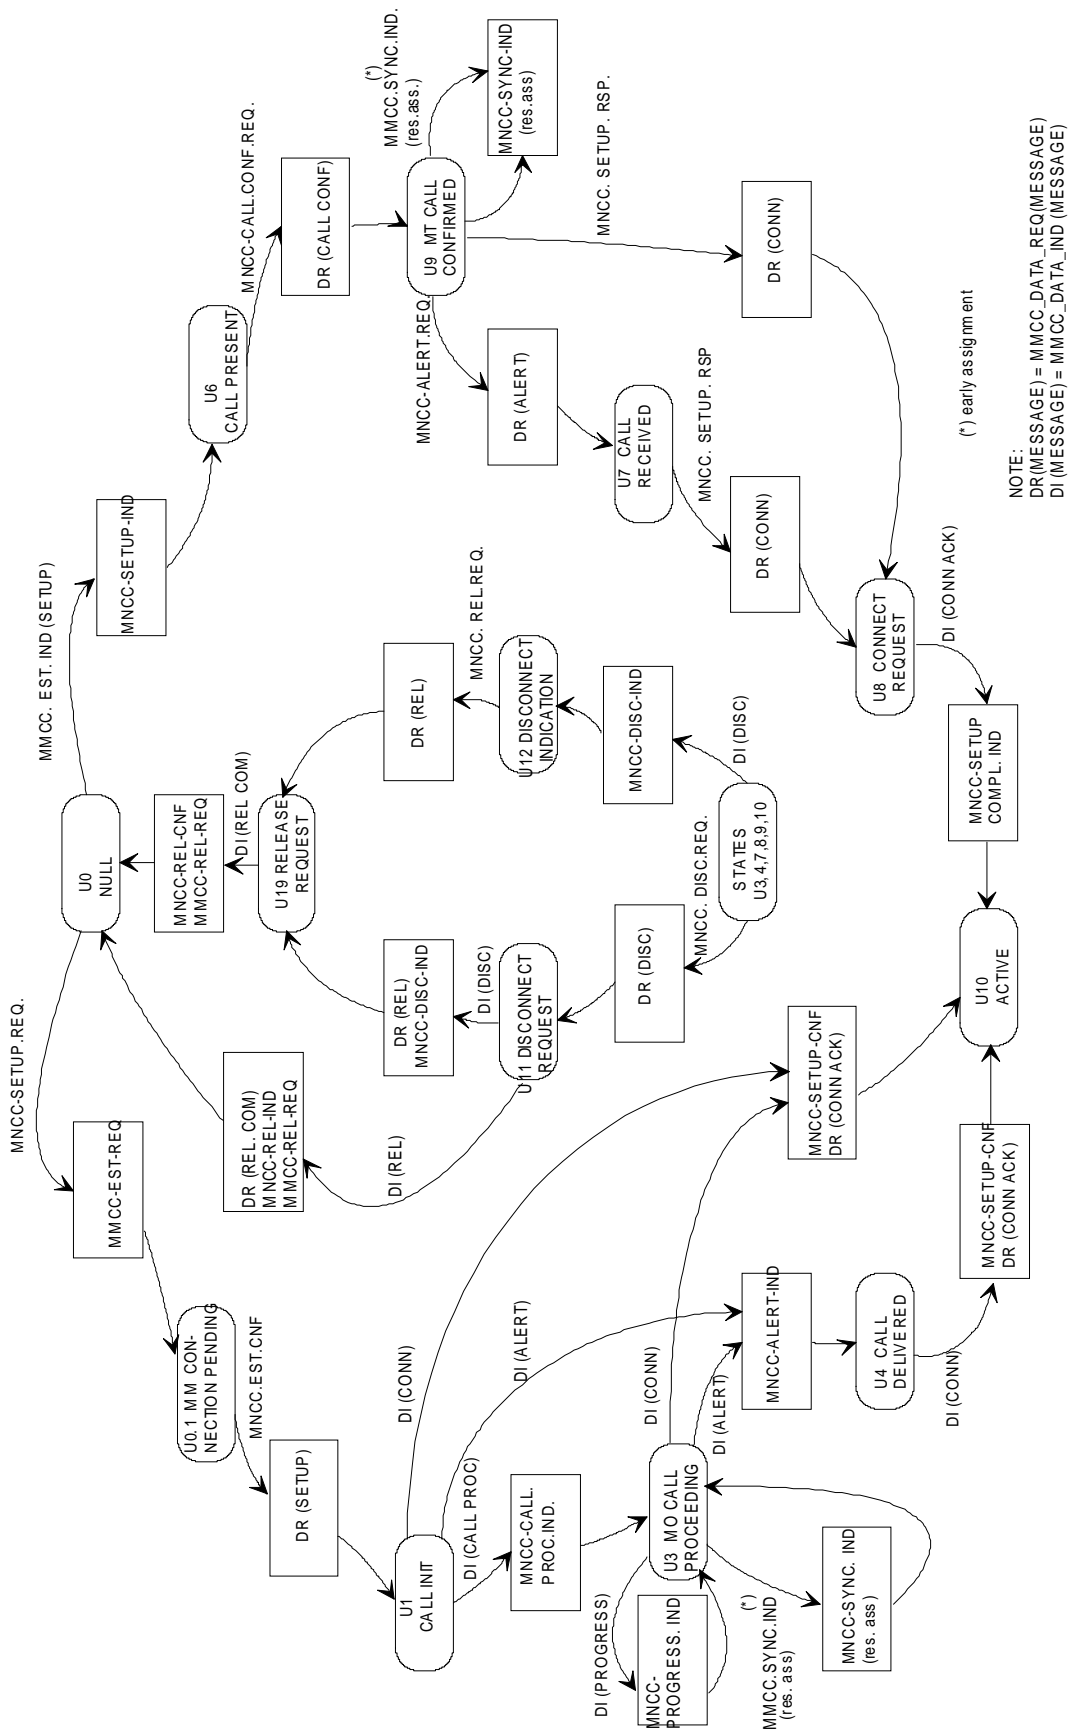 MNCC-SETUP.REQ.
MMCC. EST. IND (SETUP)
U0
NULL
MMCC-EST-REQ
MNCC-SETUP-IND
U0.1 MM CON-
NECTION PENDING
MNCC.EST.CNF
DR (SETUP)
U1
CALL INIT
DI (CALL PROC)
MNCC-CALL.
PROC.IND.
DI (CONN)
DI (ALERT)
U3 MO CALL
PROCEEDING
DI (PROGRESS)
MNCC-
PROGRESS. IND
(*)
MMCC.SYNC.IND
(res. ass)
MNCC-SYNC. IND
(res. ass )
DI (CONN)
DI (ALERT)
MNCC-ALERT-IND
U4 CALL
DELIVERED
DI (CONN)
MNCC-SETUP-CNF
DR (CONN ACK)
MNCC-SETUP-CNF
DR (CONN ACK)
U10
ACTIVE
DR (REL. COM)
MNCC-REL-IND
MMCC-REL-REQ
DI (REL)
MNCC-REL-CNF
MMCC-REL-REQ
DI (REL COM)
U19 RELEASE
REQUEST
DR (REL)
MNCC-DISC-IND
DI (DISC)
U11 DISCONNECT
REQUEST
DR (DISC)
MNCC. DISC.REQ.
STATES
U3,4,7,8,9,10
DI (DISC)
MNCC-DISC-IND
U12 DISCONNECT
INDICATION
MNCC. REL.REQ.
DR (REL)
U6
CALL PRESENT
MNCC-CALL.CONF.REQ.
DR (CALL CONF)
U9 MT CALL
CONFIRMED
(*)
MMCC.SYNC.IND.
(res.ass.)
MNCC-SYNC-IND
(res.ass)
MNCC-ALERT.REQ.
DR (ALERT)
U7 CALL
RECEIVED
MNCC. SETUP. RSP
DR (CONN)
MNCC. SETUP. RSP.
DR (CONN)
U8 CONNECT
REQUEST
DI (CONN ACK)
MNCC-SETUP
COMPL. IND
(*) early assignment
NOTE:
DR(MESSAGE) = MMCC_DATA_REQ(MESSAGE)
DI (MESSAGE) = MMCC_DATA_IND (MESSAGE)